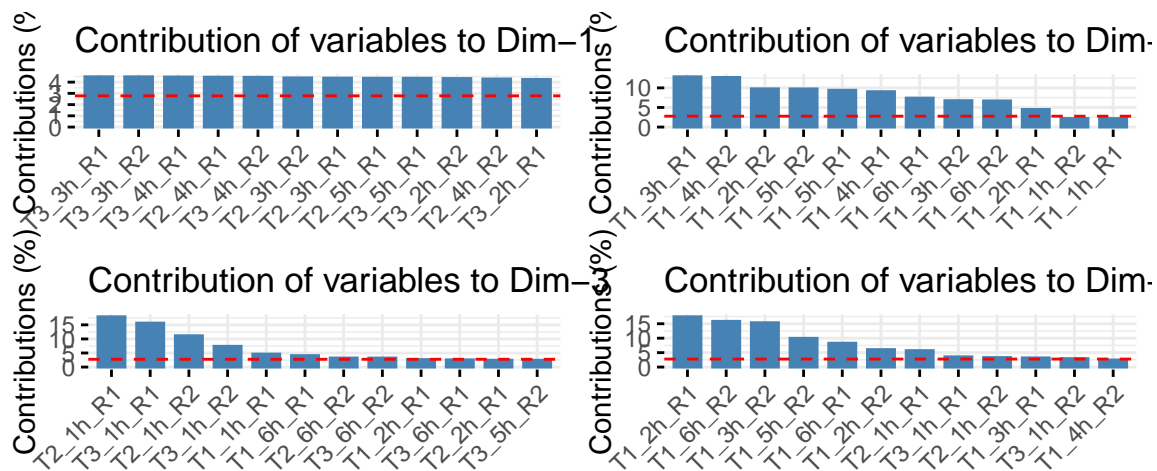 Contribution of variables to Dim−1
Contributions (%
4
3
2
1
0
T3_3h_R1
T3_3h_R2
T3_4h_R1
T2_4h_R1
T3_4h_R2
T2_3h_R2
T2_3h_R1
T2_5h_R1
T3_5h_R1
T3_2h_R2
T2_4h_R2
T3_2h_R1
Contribution of variables to Dim−
Contributions (%
10
5
0
T1_3h_R1
T1_4h_R2
T1_2h_R2
T1_5h_R2
T1_5h_R1
T1_4h_R1
T1_6h_R1
T1_3h_R2
T1_6h_R2
T1_2h_R1
T1_1h_R2
T1_1h_R1
Contribution of variables to Dim−3
Contributions (%)
15
10
5
0
T2_1h_R1
T3_1h_R1
T2_1h_R2
T3_1h_R2
T1_1h_R1
T1_6h_R2
T2_6h_R2
T3_6h_R2
T1_2h_R1
T3_6h_R1
T2_2h_R1
T3_5h_R2
Contribution of variables to Dim−
Contributions (%)
15
10
5
0
T1_2h_R1
T1_6h_R2
T1_3h_R2
T1_5h_R2
T1_6h_R1
T1_2h_R2
T2_1h_R1
T1_1h_R1
T2_1h_R2
T1_3h_R1
T3_1h_R2
T1_4h_R2